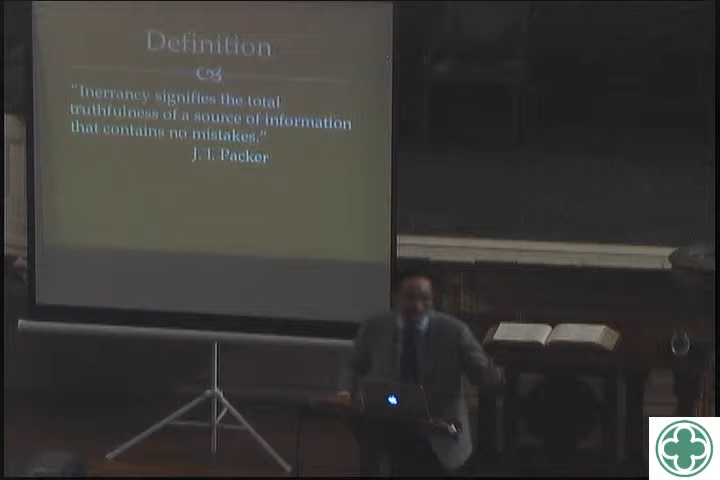 Definition
“Inerrancy signifies the total
truthfulness of a source of information
that contains no mistakes.”
J. I. Packer